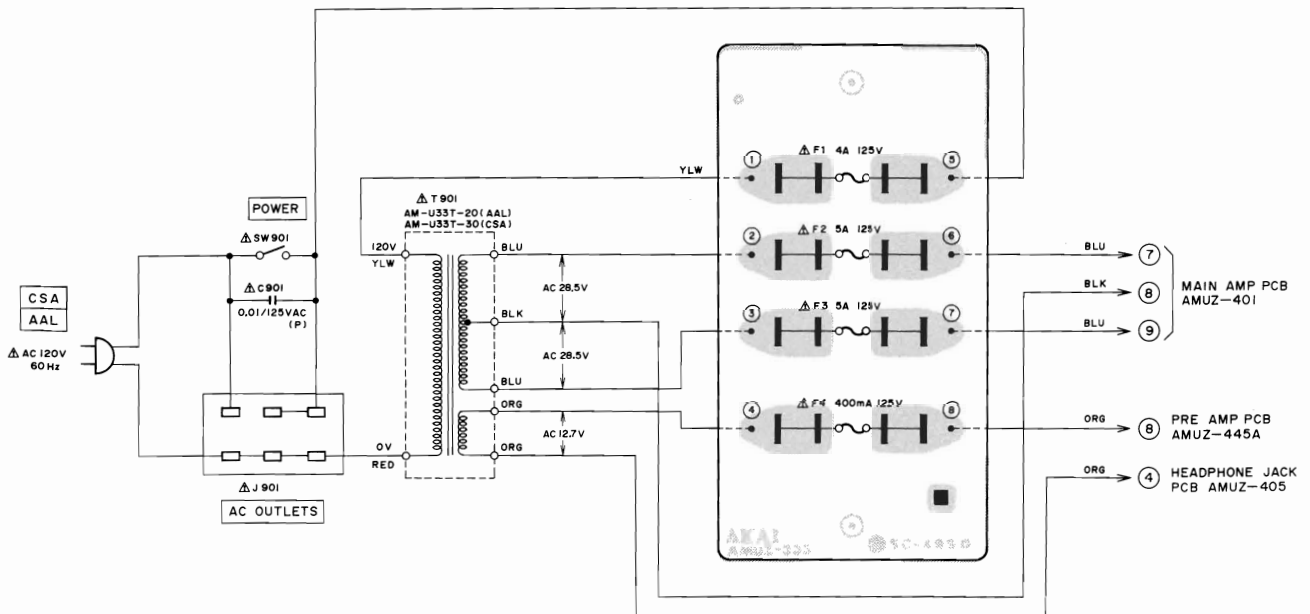 POWER
⚠ SW901
⚠ C901
0.01/125VAC
(P)
CSA
AAL
⚠ AC 120V
60Hz
⚠ J901
AC OUTLETS
⚠ T901
AM-U33T-20(AAL)
AM-U33T-30(CSA)
120V
YLW
0V
RED
BLU
AC 28.5V
BLK
AC 28.5V
BLU
ORG
AC 12.7V
ORG
YLW
① ⚠ F1 4A 125V ⑤
② ⚠ F2 5A 125V ⑥
③ ⚠ F3 5A 125V ⑦
④ ⚠ F4 400mA 125V ⑧
AKAI
BLU ⑦
BLK ⑧
BLU ⑨
MAIN AMP PCB
AMUZ-401
ORG ⑧ PRE AMP PCB
AMUZ-445A
ORG ④ HEADPHONE JACK
PCB AMUZ-405